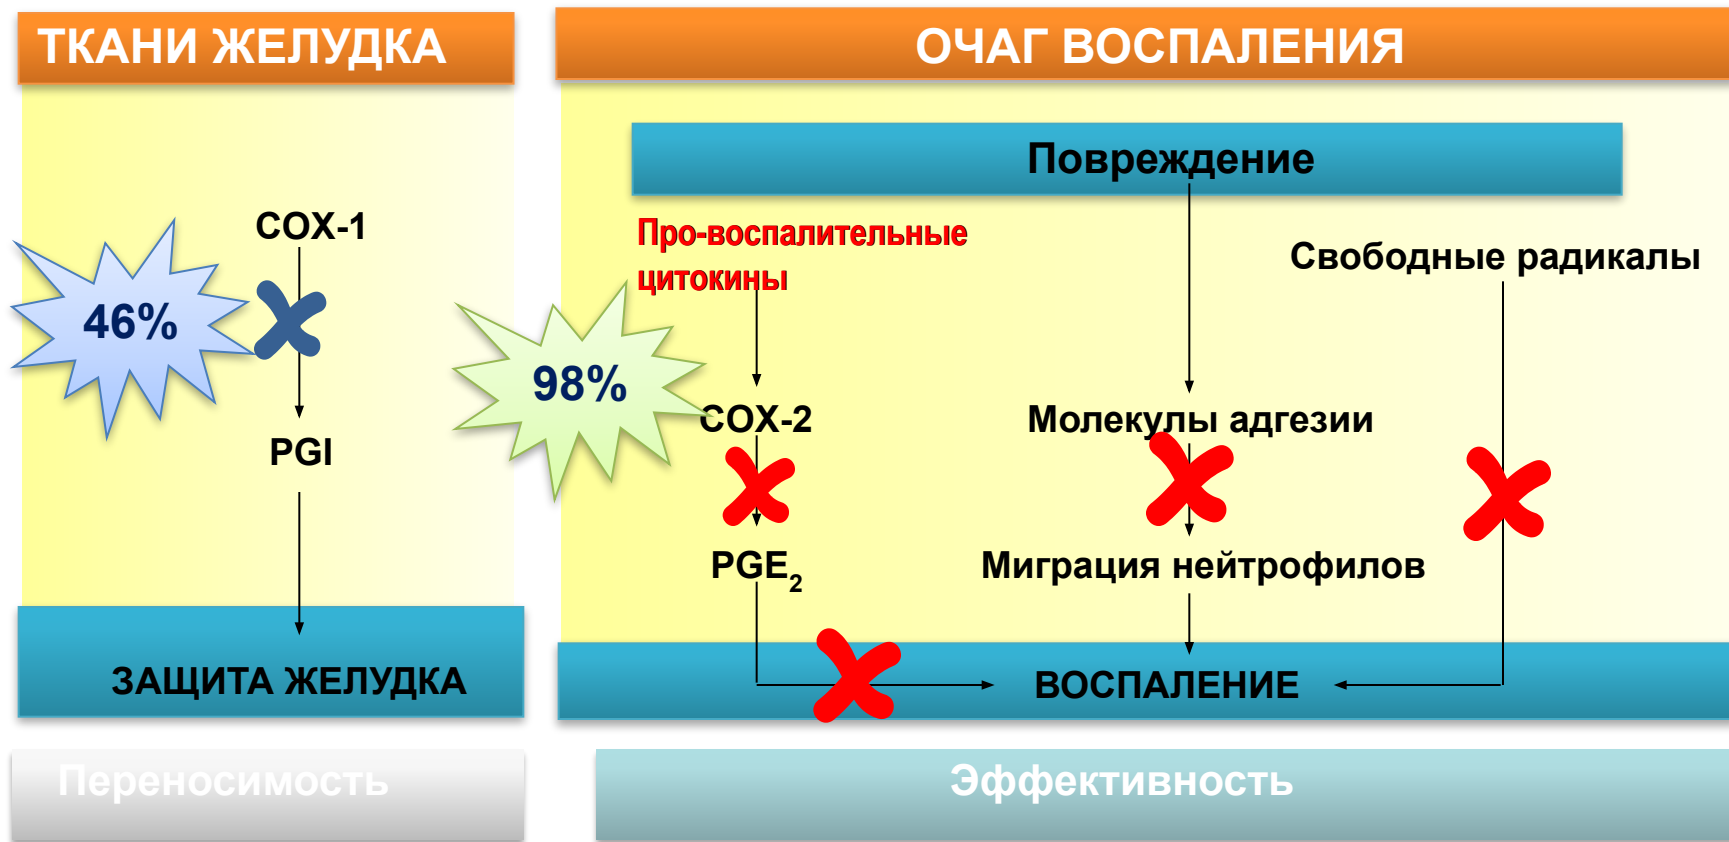 ТКАНИ ЖЕЛУДКА
COX-1
46%
PGI
ЗАЩИТА ЖЕЛУДКА
Переносимость
ОЧАГ ВОСПАЛЕНИЯ
Повреждение
Про-воспалительные
цитокины
98%
COX-2
PGE2
Молекулы адгезии
Миграция нейтрофилов
Свободные радикалы
ВОСПАЛЕНИЕ
Эффективность